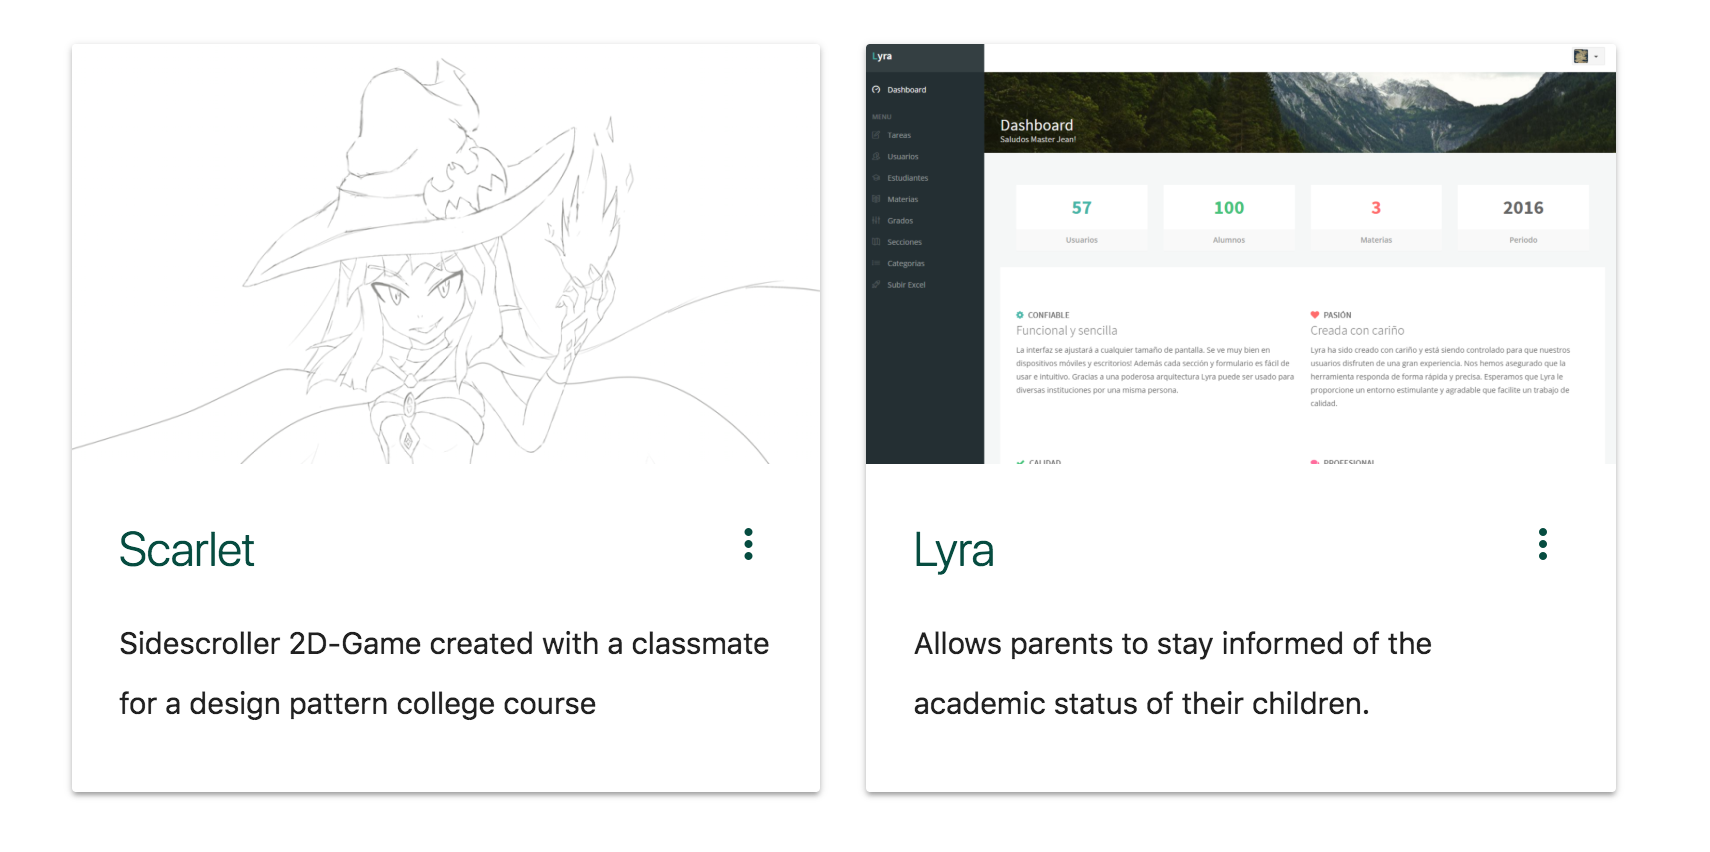 Scarlet
Sidescroller 2D-Game created with a classmate
for a design pattern college course
Lyra
Dashboard
MENU
Tareas
Usuarios
Estudiantes
Materias
Grados
Secciones
Categorias
Subir Excel
Dashboard
Saludos Master Jean!
57
Usuarios
100
Alumnos
3
Materias
2016
Periodo
CONFIABLE
Funcional y sencilla
La interfaz se ajustará a cualquier tamaño de pantalla. Se ve muy bien en
dispositivos móviles y escritorios! Además cada sección y formulario es fácil de
usar e intuitivo. Gracias a una poderosa arquitectura Lyra puede ser usado para
diversas instituciones por una misma persona.
PASIÓN
Creada con cariño
Lyra ha sido creado con cariño y está siendo controlado para que nuestros
usuarios disfruten de una gran experiencia. Nos hemos asegurado que la
herramienta responda de forma rápida y precisa. Esperamos que Lyra le
proporcione un entorno estimulante y agradable que facilite un trabajo de
calidad.
CALIDAD
PROFESIONAL
Lyra
Allows parents to stay informed of the
academic status of their children.